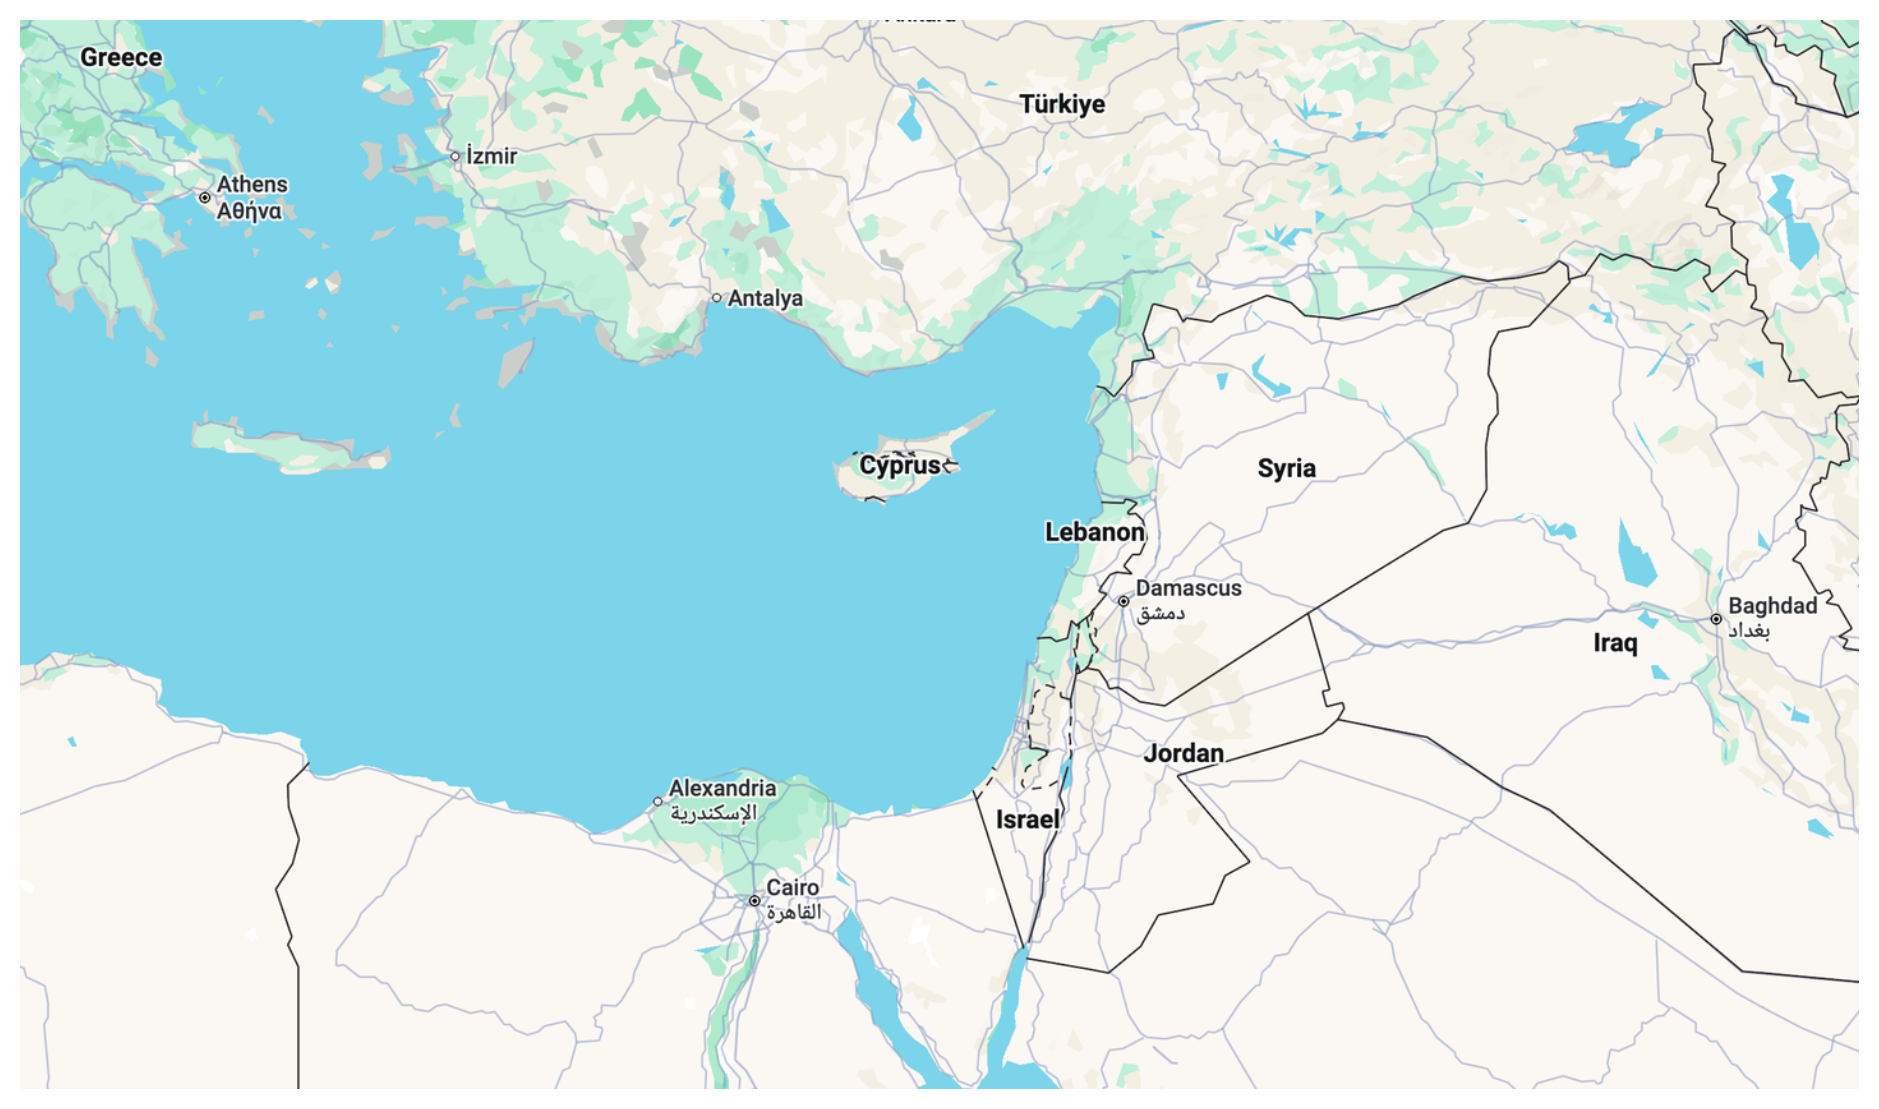 Greece
Türkiye
İzmir
Athens
Αθήνα
Antalya
Cyprus
Syria
Lebanon
Damascus
دمشق
Baghdad
بغداد
Iraq
Jordan
Alexandria
الإسكندرية
Israel
Cairo
القاهرة